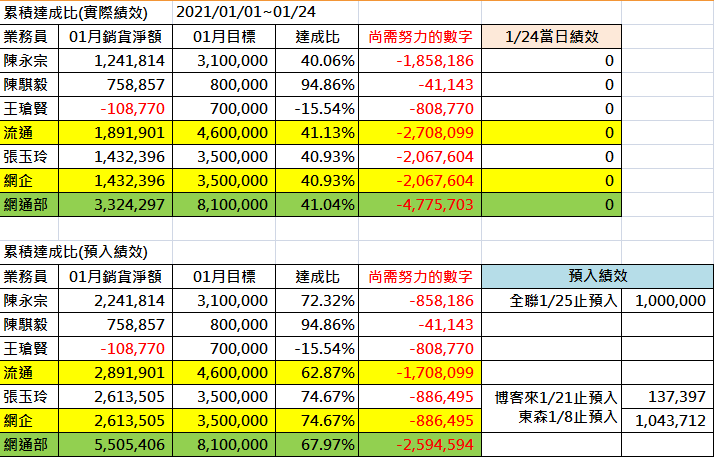 累積達成比(實際績效) 2021/01/01~01/24
業務員 01月銷貨淨額 01月目標 達成比 尚需努力的數字 1/24當日績效
陳永宗 1,241,814 3,100,000 40.06% -1,858,186 0
陳騏毅 758,857 800,000 94.86% -41,143 0
王瑲賢 -108,770 700,000 -15.54% -808,770 0
流通 1,891,901 4,600,000 41.13% -2,708,099 0
張玉玲 1,432,396 3,500,000 40.93% -2,067,604 0
網企 1,432,396 3,500,000 40.93% -2,067,604 0
網通部 3,324,297 8,100,000 41.04% -4,775,703 0
累積達成比(預入績效)
業務員 01月銷貨淨額 01月目標 達成比 尚需努力的數字 預入績效
陳永宗 2,241,814 3,100,000 72.32% -858,186 全聯1/25止預入 1,000,000
陳騏毅 758,857 800,000 94.86% -41,143
王瑲賢 -108,770 700,000 -15.54% -808,770
流通 2,891,901 4,600,000 62.87% -1,708,099
張玉玲 2,613,505 3,500,000 74.67% -886,495 博客來1/21止預入 137,397
網企 2,613,505 3,500,000 74.67% -886,495 東森1/8止預入 1,043,712
網通部 5,505,406 8,100,000 67.97% -2,594,594